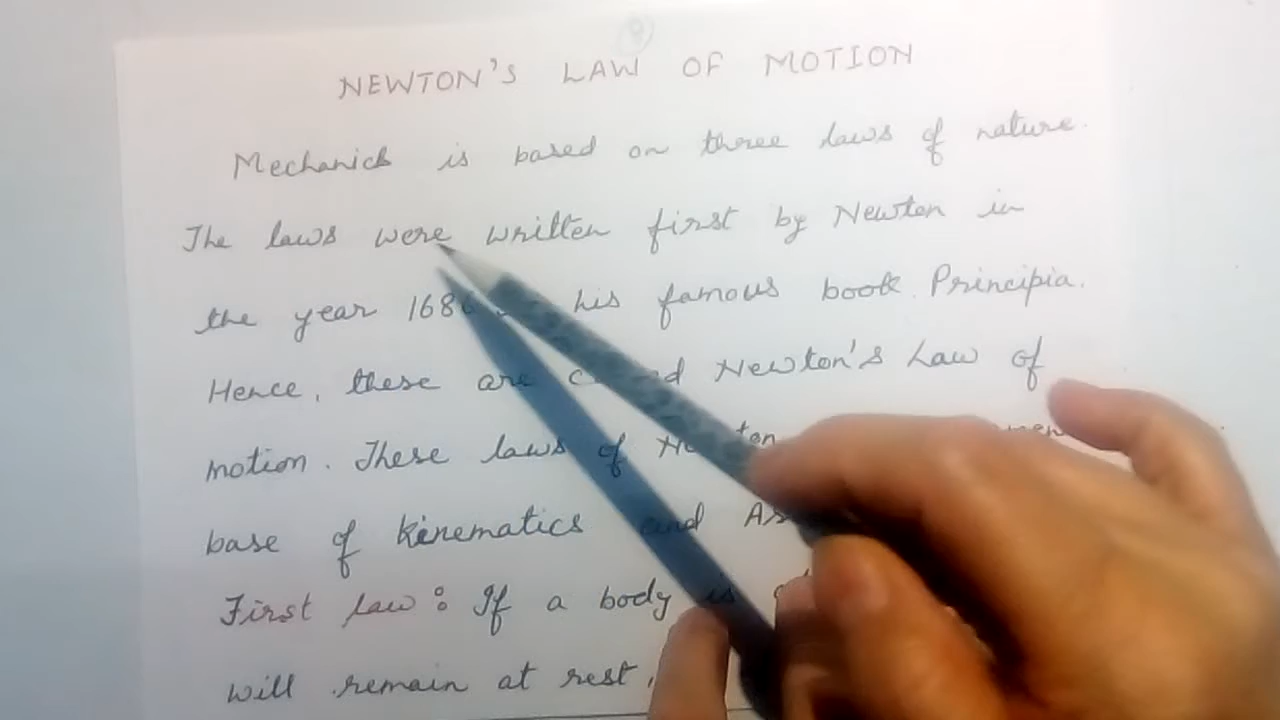 NEWTON'S LAW OF MOTION
Mechanics is based on three laws of nature.
The laws were written first by Newton in
the year 1686 his famous book Principia.
Hence, these are Newton's Law of
motion. These laws of
base of Kinematics and
First law: If a body is
will remain at rest,